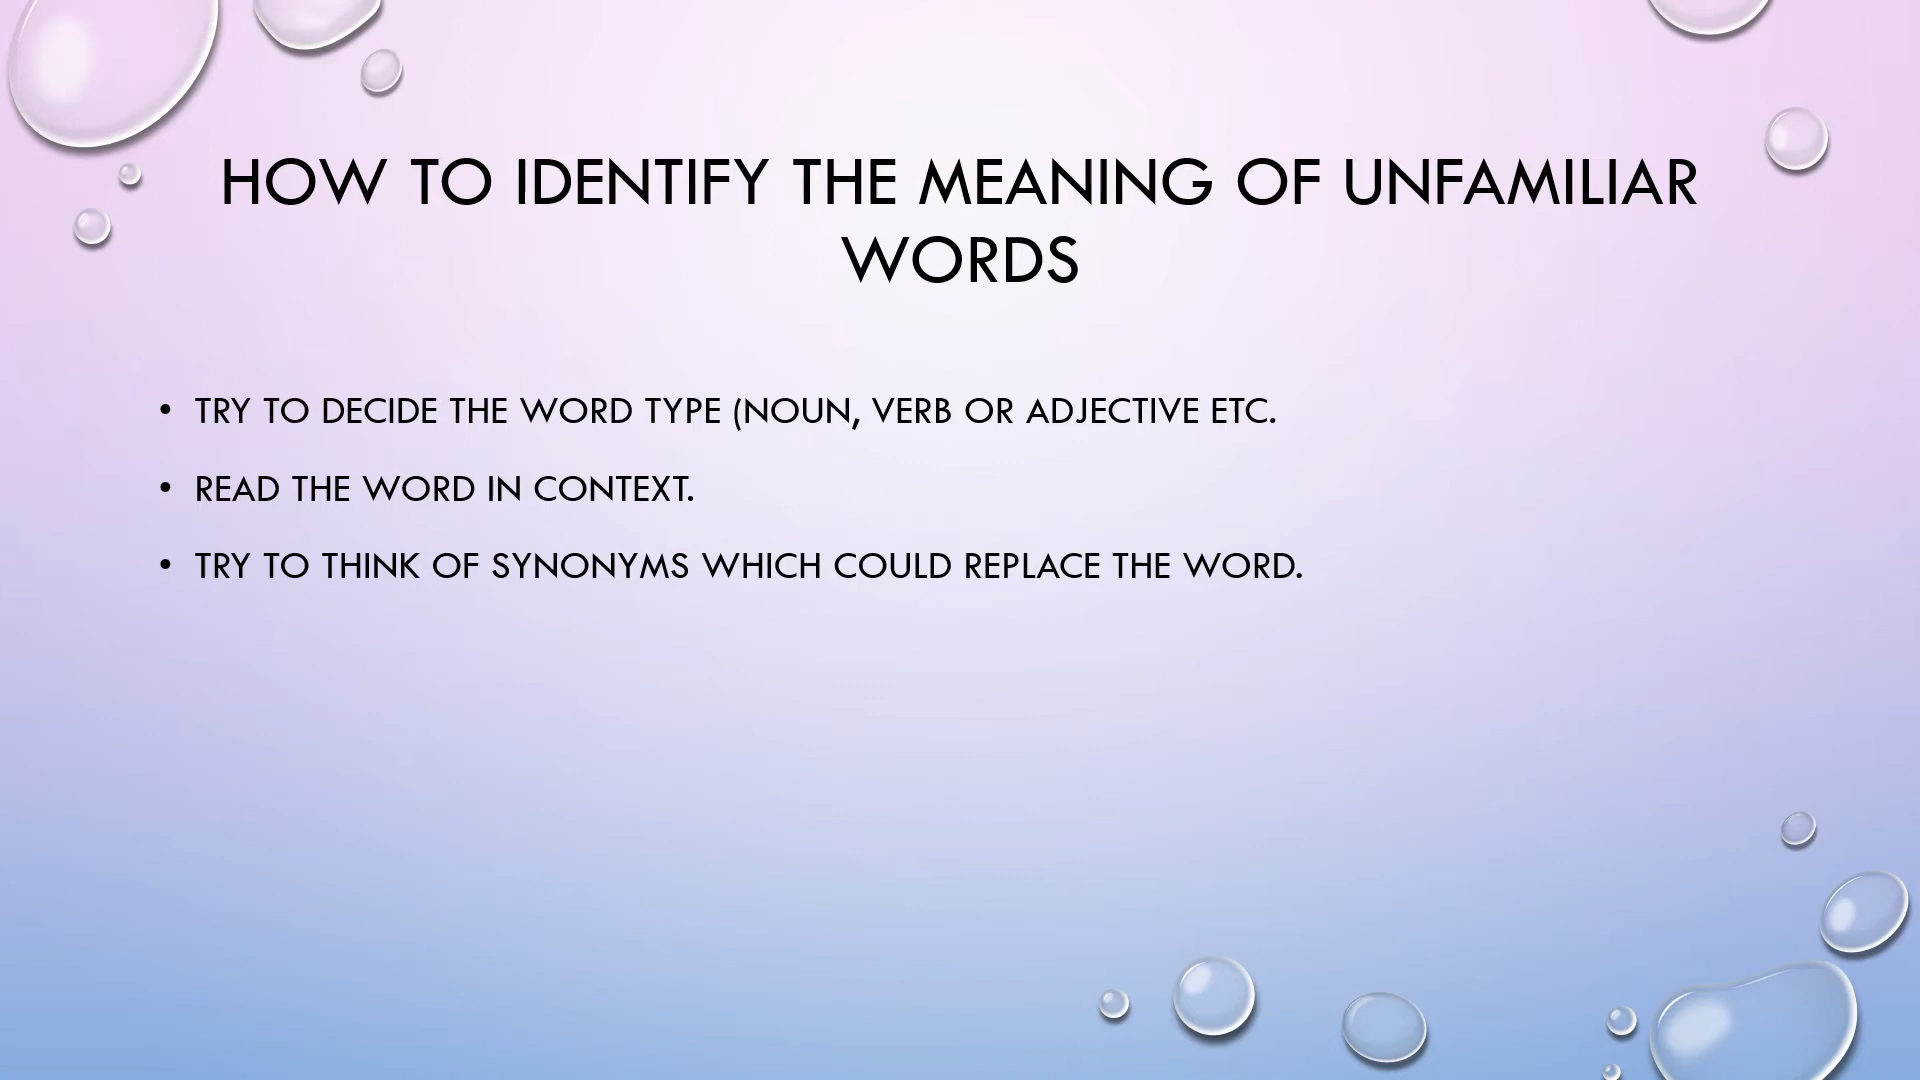 HOW TO IDENTIFY THE MEANING OF UNFAMILIAR
WORDS
• TRY TO DECIDE THE WORD TYPE (NOUN, VERB OR ADJECTIVE ETC.
• READ THE WORD IN CONTEXT.
• TRY TO THINK OF SYNONYMS WHICH COULD REPLACE THE WORD.